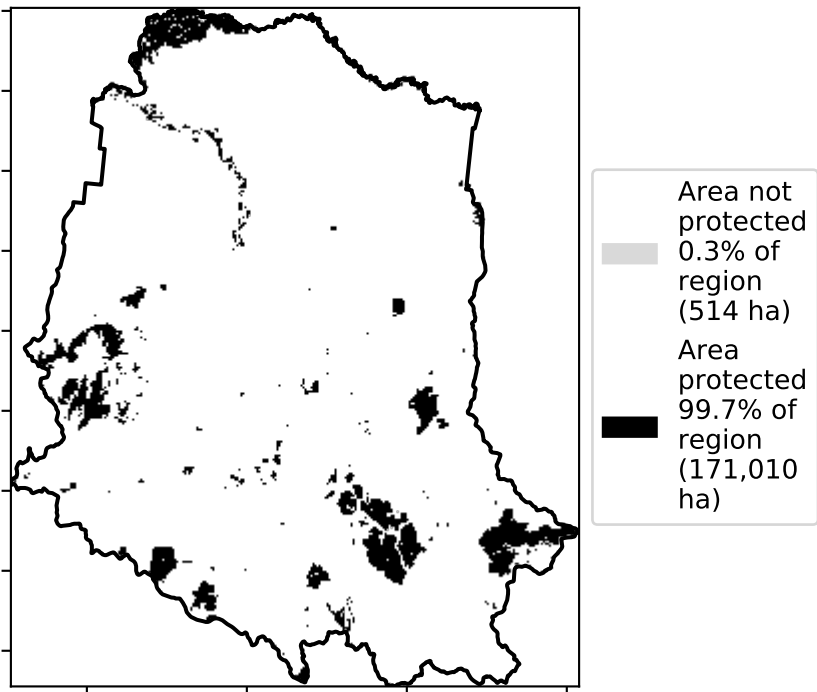 Area not
protected
0.3% of
region
(514 ha)
Area
protected
99.7% of
region
(171,010
ha)